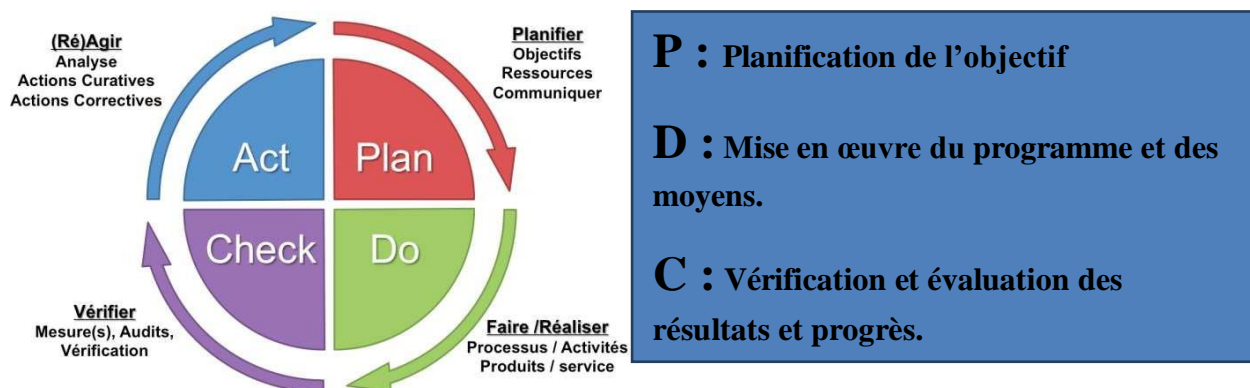 (Ré)Agir
Analyse
Actions Curatives
Actions Correctives
Planifier
Objectifs
Ressources
Communiquer
Act
Plan
Check
Do
Vérifier
Mesure(s), Audits,
Vérification
Faire /Réaliser
Processus / Activités
Produits / service
P : Planification de l’objectif
D : Mise en œuvre du programme et des
moyens.
C : Vérification et évaluation des
résultats et progrès.